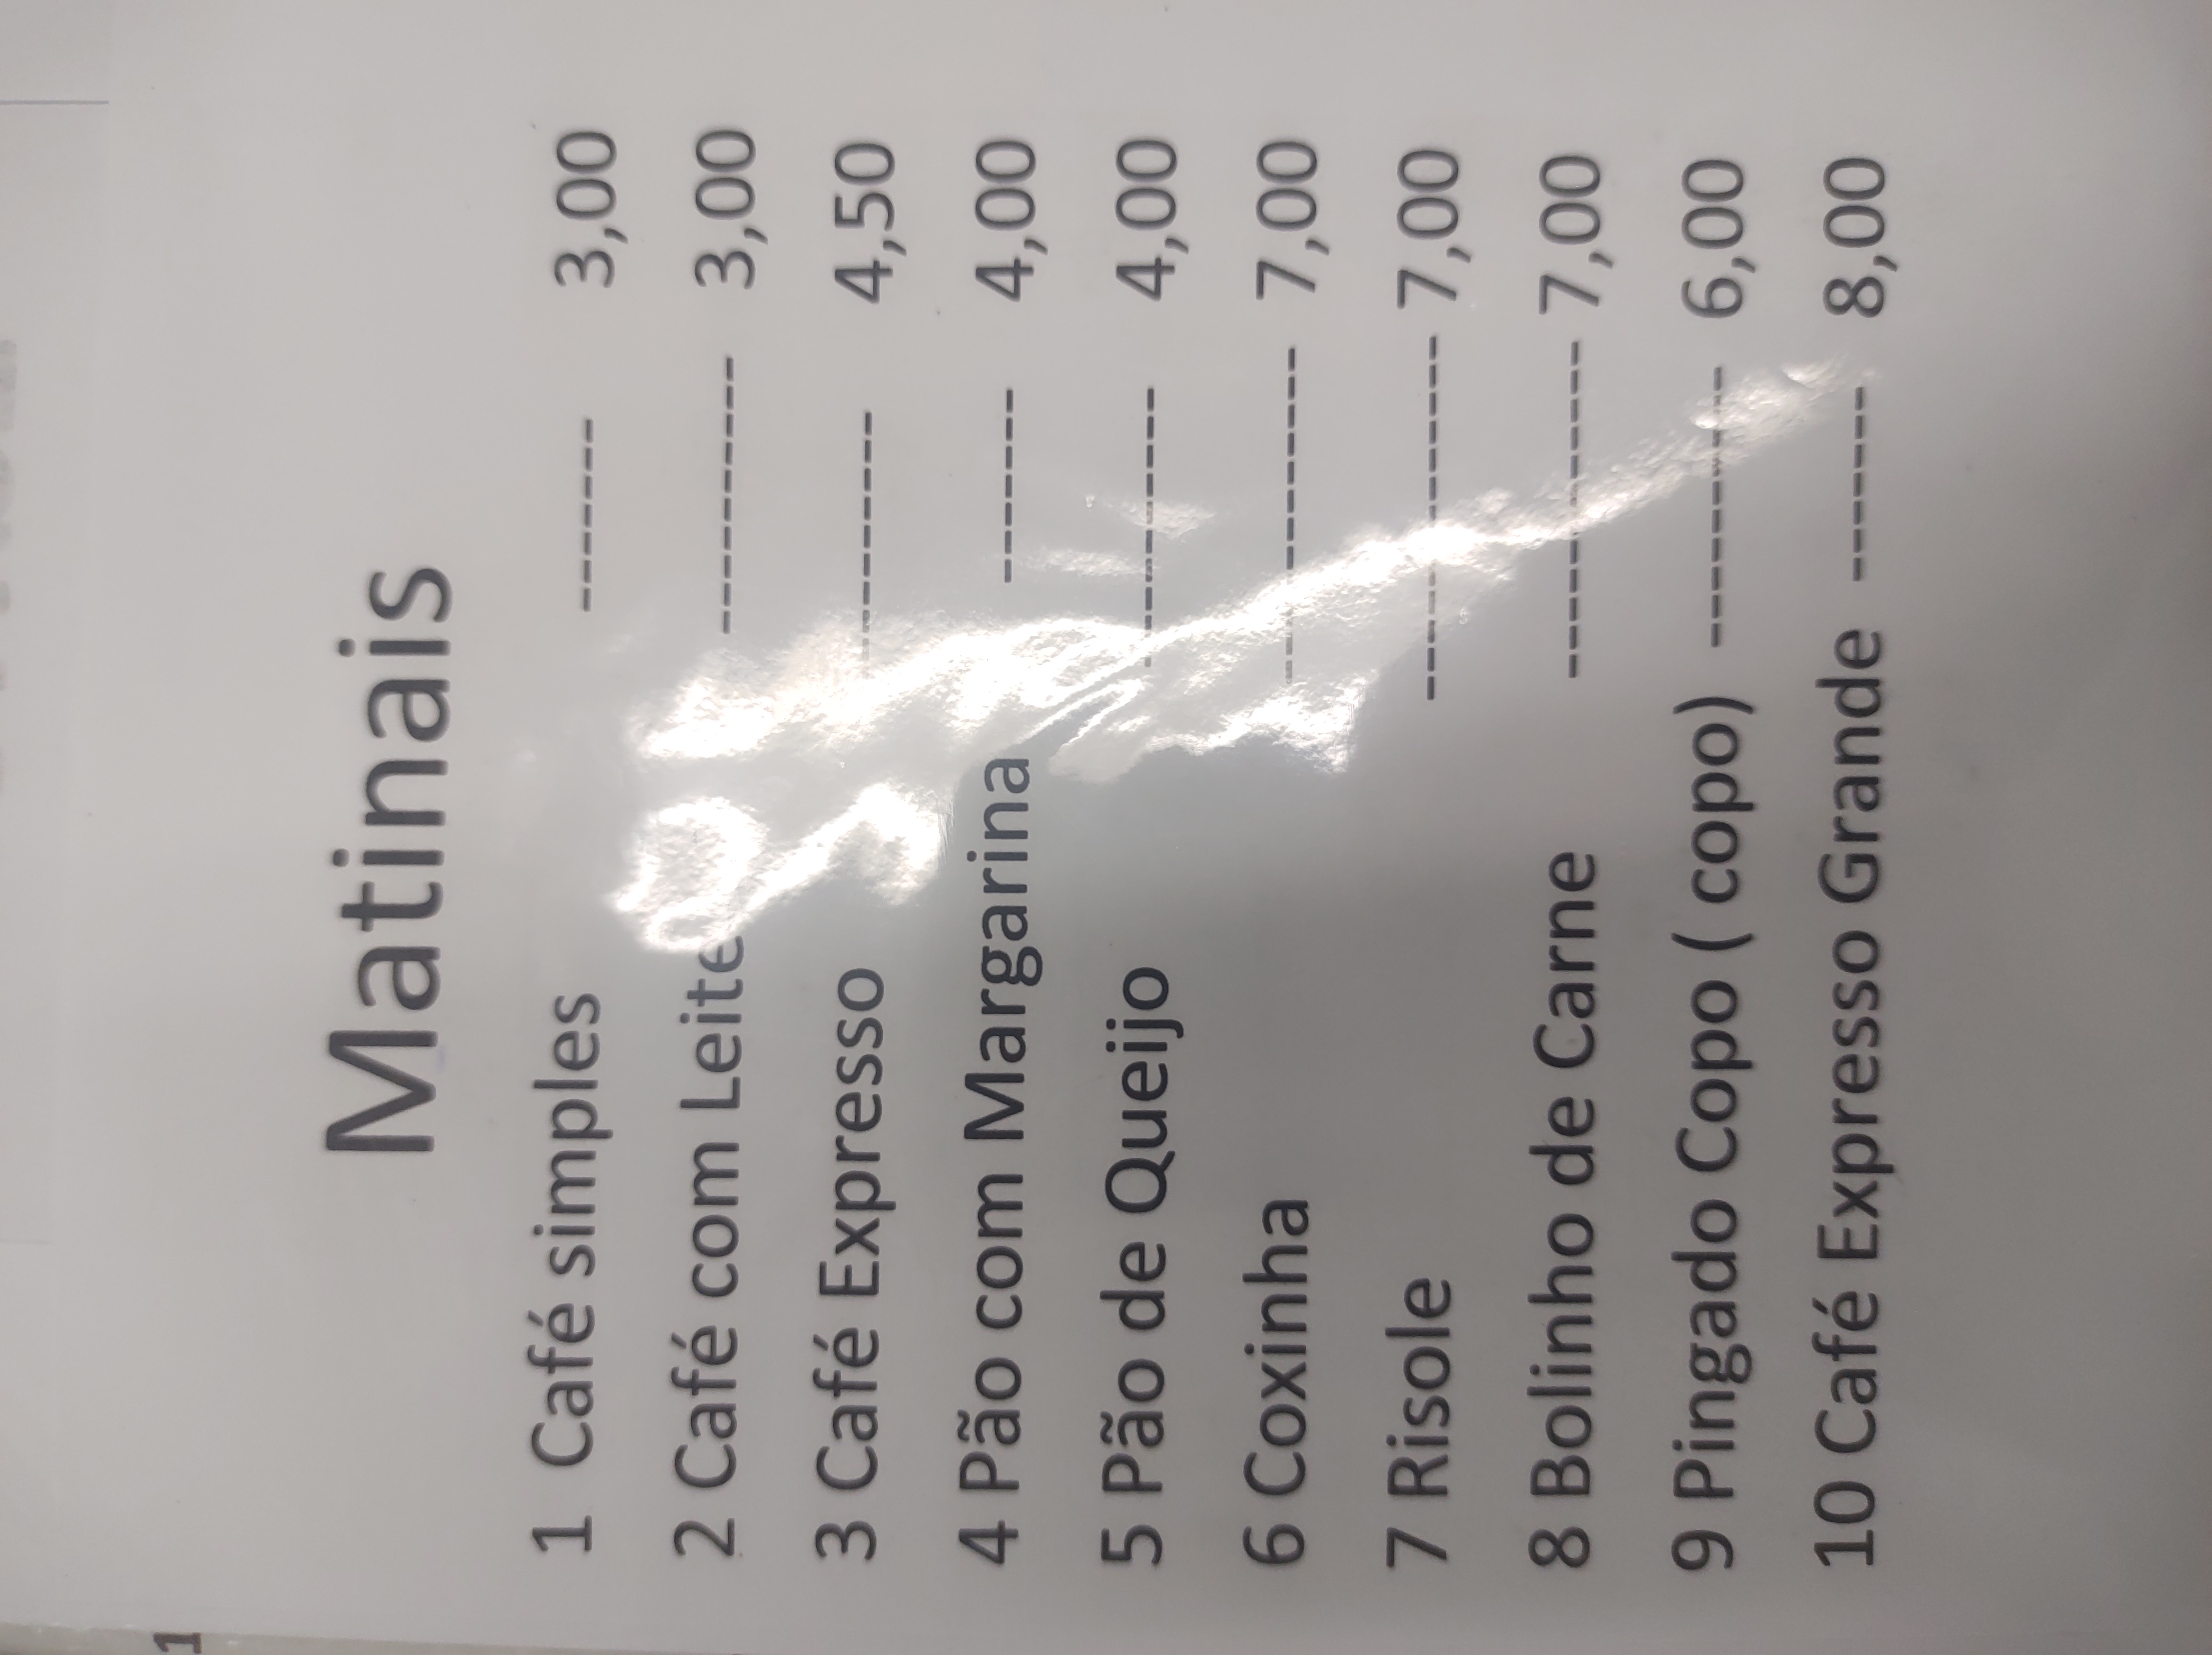 Matinais
1 Café simples -------- 3,00
2 Café com Leite ------------ 3,00
3 Café Expresso ----------- 4,50
4 Pão com Margarina -------- 4,00
5 Pão de Queijo ------------ 4,00
6 Coxinha -------------- 7,00
7 Risole --------------- 7,00
8 Bolinho de Carne -------------- 7,00
9 Pingado Copo ( copo) ------------ 6,00
10 Café Expresso Grande -------- 8,00
1